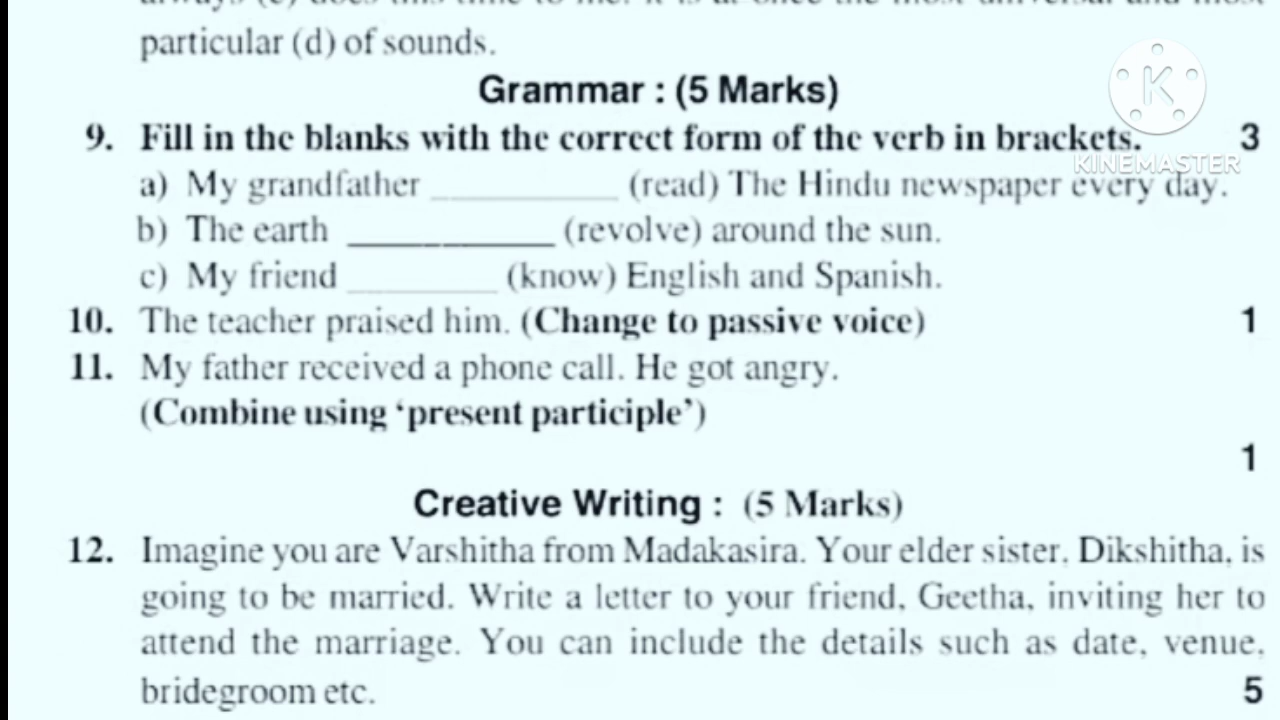 particular (d) of sounds.
Grammar : (5 Marks)
9. Fill in the blanks with the correct form of the verb in brackets. 3
KINEMASTER
a) My grandfather __________ (read) The Hindu newspaper every day.
b) The earth __________ (revolve) around the sun.
c) My friend ________ (know) English and Spanish.
10. The teacher praised him. (Change to passive voice) 1
11. My father received a phone call. He got angry.
(Combine using ‘present participle’)
1
Creative Writing : (5 Marks)
12. Imagine you are Varshitha from Madakasira. Your elder sister, Dikshitha, is
going to be married. Write a letter to your friend, Geetha, inviting her to
attend the marriage. You can include the details such as date, venue,
bridegroom etc. 5